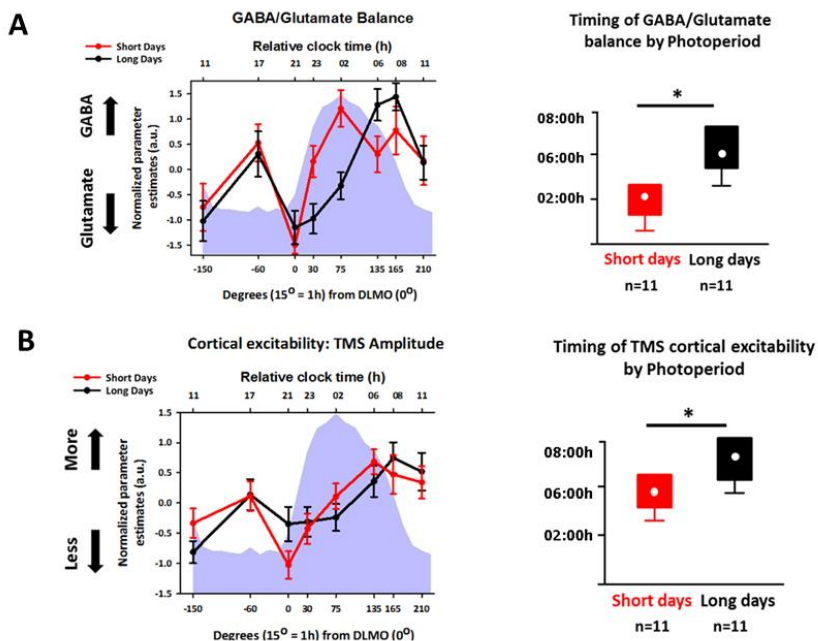 A
GABA/Glutamate Balance
Short Days
Long Days
Relative clock time (h)
11 17 21 23 02 06 08 11
GABA
Glutamate
Normalized parameter
estimates (a.u.)
1.5
1.0
0.5
0.0
-0.5
-1.0
-1.5
-150 -60 0 30 75 135 165 210
Degrees (15⁰ = 1h) from DLMO (0⁰)
Timing of GABA/Glutamate
balance by Photoperiod
*
08:00h
06:00h
02:00h
Short days Long days
n=11 n=11
B
Cortical excitability: TMS Amplitude
Short Days
Long Days
Relative clock time (h)
11 17 21 23 02 06 08 11
More
Less
Normalized parameter
estimates (a.u.)
1.5
1.0
0.5
0.0
-0.5
-1.0
-1.5
-150 -60 0 30 75 135 165 210
Degrees (15⁰ = 1h) from DLMO (0⁰)
Timing of TMS cortical excitability
by Photoperiod
*
08:00h
06:00h
02:00h
Short days Long days
n=11 n=11